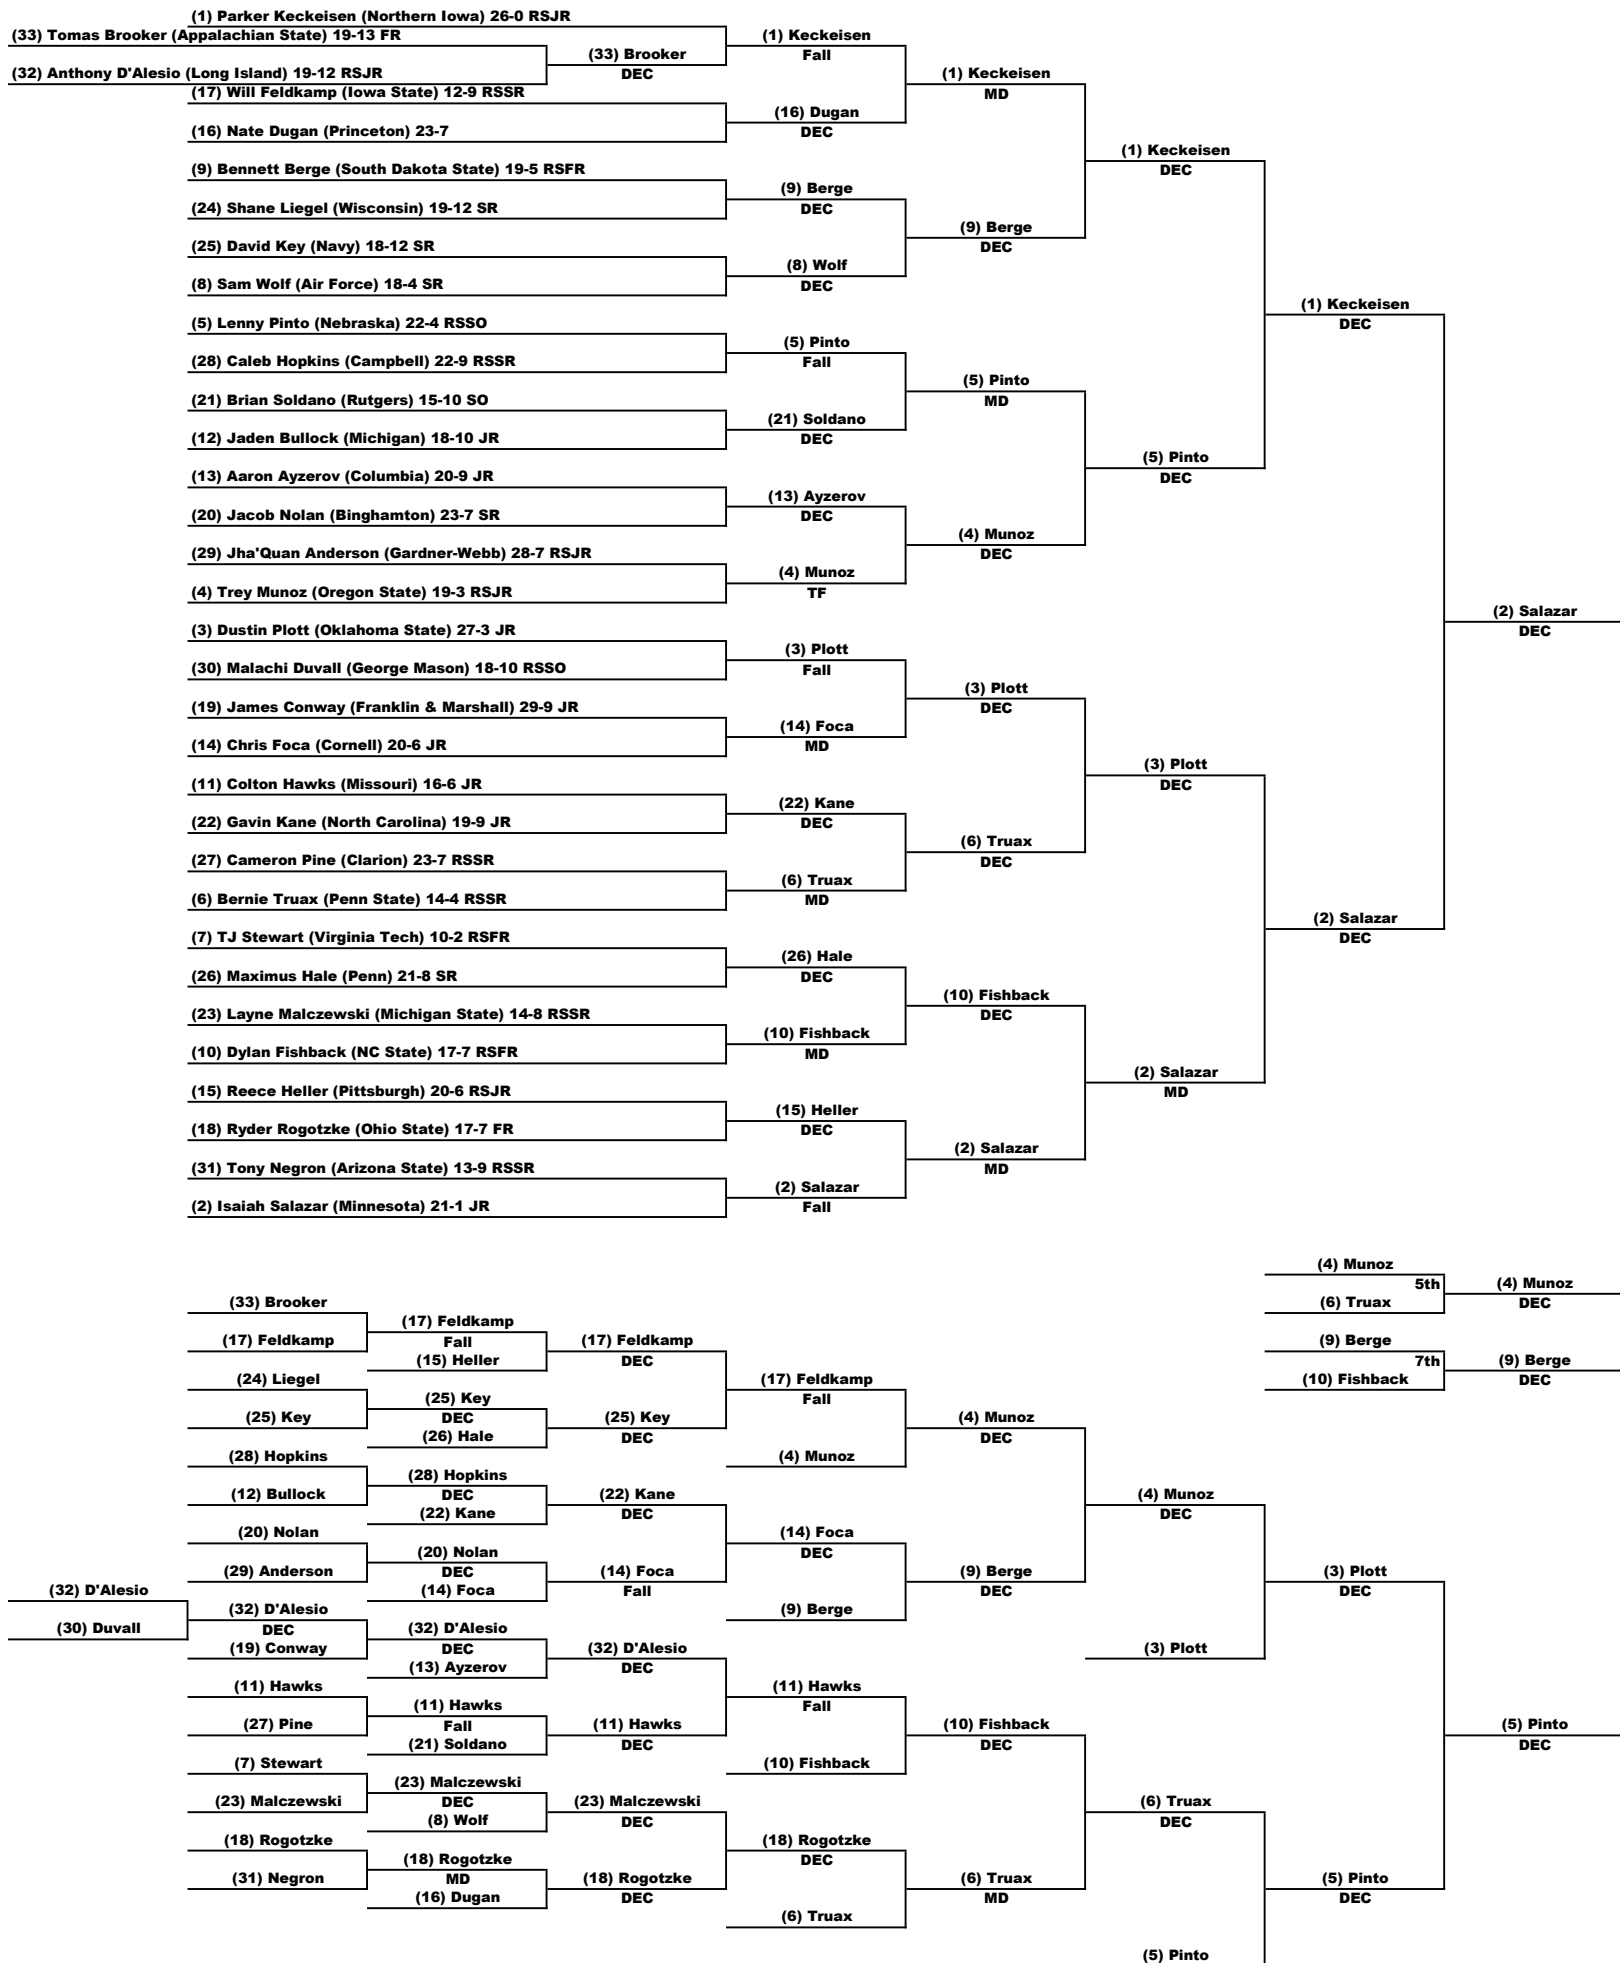 (1) Parker Keckeisen (Northern Iowa) 26-0 RSJR
(33) Tomas Brooker (Appalachian State) 19-13 FR
(33) Brooker
DEC
(32) Anthony D'Alesio (Long Island) 19-12 RSJR
(17) Will Feldkamp (Iowa State) 12-9 RSSR
(16) Nate Dugan (Princeton) 23-7
(9) Bennett Berge (South Dakota State) 19-5 RSFR
(24) Shane Liegel (Wisconsin) 19-12 SR
(25) David Key (Navy) 18-12 SR
(8) Sam Wolf (Air Force) 18-4 SR
(5) Lenny Pinto (Nebraska) 22-4 RSSO
(28) Caleb Hopkins (Campbell) 22-9 RSSR
(21) Brian Soldano (Rutgers) 15-10 SO
(12) Jaden Bullock (Michigan) 18-10 JR
(13) Aaron Ayzerov (Columbia) 20-9 JR
(20) Jacob Nolan (Binghamton) 23-7 SR
(29) Jha'Quan Anderson (Gardner-Webb) 28-7 RSJR
(4) Trey Munoz (Oregon State) 19-3 RSJR
(3) Dustin Plott (Oklahoma State) 27-3 JR
(30) Malachi Duvall (George Mason) 18-10 RSSO
(19) James Conway (Franklin & Marshall) 29-9 JR
(14) Chris Foca (Cornell) 20-6 JR
(11) Colton Hawks (Missouri) 16-6 JR
(22) Gavin Kane (North Carolina) 19-9 JR
(27) Cameron Pine (Clarion) 23-7 RSSR
(6) Bernie Truax (Penn State) 14-4 RSSR
(7) TJ Stewart (Virginia Tech) 10-2 RSFR
(26) Maximus Hale (Penn) 21-8 SR
(23) Layne Malczewski (Michigan State) 14-8 RSSR
(10) Dylan Fishback (NC State) 17-7 RSFR
(15) Reece Heller (Pittsburgh) 20-6 RSJR
(18) Ryder Rogotzke (Ohio State) 17-7 FR
(31) Tony Negron (Arizona State) 13-9 RSSR
(2) Isaiah Salazar (Minnesota) 21-1 JR
(1) Keckeisen
Fall
(16) Dugan
DEC
(9) Berge
DEC
(8) Wolf
DEC
(5) Pinto
Fall
(21) Soldano
DEC
(13) Ayzerov
DEC
(4) Munoz
TF
(3) Plott
Fall
(14) Foca
MD
(22) Kane
DEC
(6) Truax
MD
(26) Hale
DEC
(10) Fishback
MD
(15) Heller
DEC
(2) Salazar
Fall
(1) Keckeisen
MD
(9) Berge
DEC
(5) Pinto
MD
(4) Munoz
DEC
(3) Plott
DEC
(6) Truax
DEC
(10) Fishback
DEC
(2) Salazar
MD
(1) Keckeisen
DEC
(5) Pinto
DEC
(3) Plott
DEC
(2) Salazar
MD
(1) Keckeisen
DEC
(2) Salazar
DEC
(2) Salazar
DEC
(4) Munoz
5th
(6) Truax
(4) Munoz
DEC
(9) Berge
7th
(10) Fishback
(9) Berge
DEC
(32) D'Alesio
(30) Duvall
(33) Brooker
(17) Feldkamp
(24) Liegel
(25) Key
(28) Hopkins
(12) Bullock
(20) Nolan
(29) Anderson
(32) D'Alesio
DEC
(19) Conway
(11) Hawks
(27) Pine
(7) Stewart
(23) Malczewski
(18) Rogotzke
(31) Negron
(17) Feldkamp
Fall
(15) Heller
(25) Key
DEC
(26) Hale
(28) Hopkins
DEC
(22) Kane
(20) Nolan
DEC
(14) Foca
(32) D'Alesio
DEC
(13) Ayzerov
(11) Hawks
Fall
(21) Soldano
(23) Malczewski
DEC
(8) Wolf
(18) Rogotzke
MD
(16) Dugan
(17) Feldkamp
DEC
(25) Key
DEC
(22) Kane
DEC
(14) Foca
Fall
(32) D'Alesio
DEC
(11) Hawks
DEC
(23) Malczewski
DEC
(18) Rogotzke
DEC
(17) Feldkamp
Fall
(4) Munoz
(14) Foca
DEC
(9) Berge
(11) Hawks
Fall
(10) Fishback
(18) Rogotzke
DEC
(6) Truax
(4) Munoz
DEC
(9) Berge
DEC
(10) Fishback
DEC
(6) Truax
MD
(4) Munoz
DEC
(3) Plott
(6) Truax
DEC
(5) Pinto
(3) Plott
DEC
(5) Pinto
DEC
(5) Pinto
DEC